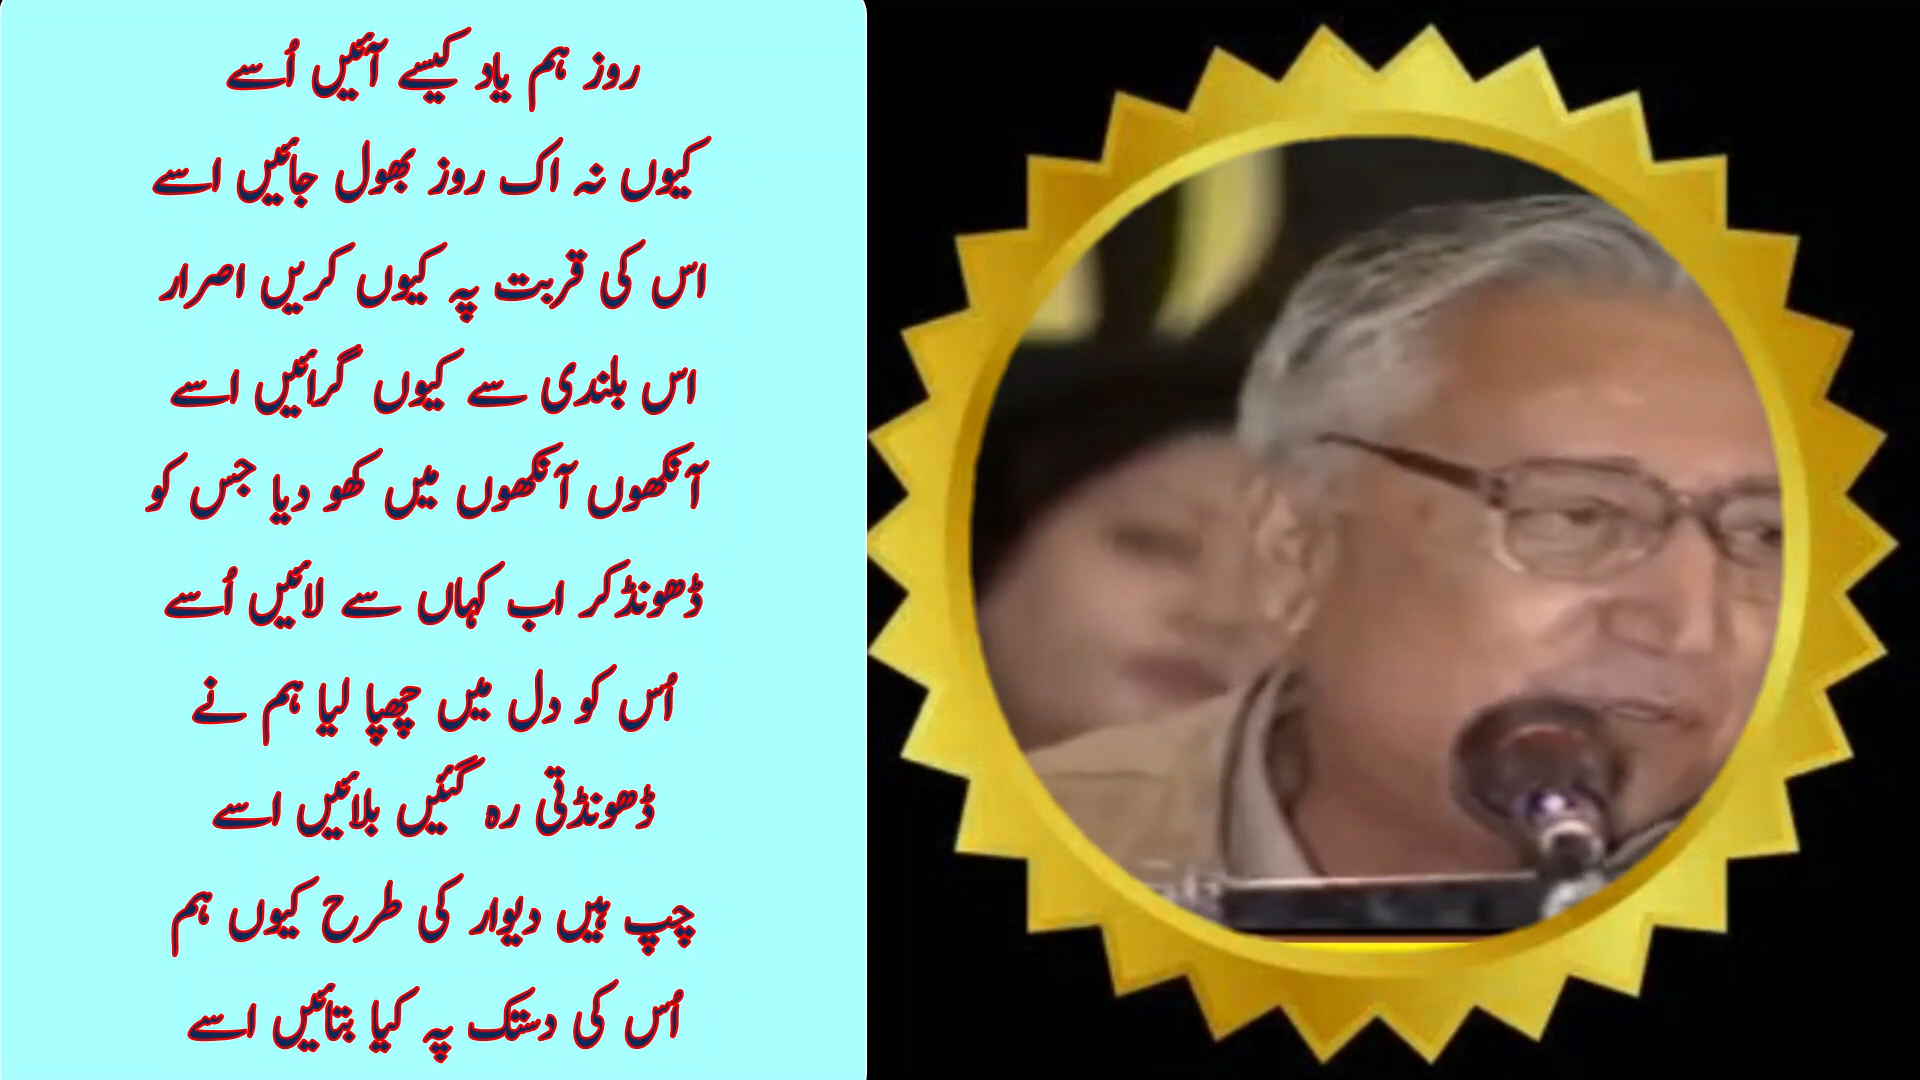 روز ہم یاد کیسے آئیں اُسے
کیوں نہ اک روز بھول جائیں اسے
اس کی قربت پہ کیوں کریں اصرار
اس بلندی سے کیوں گرائیں اسے
آنکھوں آنکھوں میں کھو دیا جس کو
ڈھونڈ کر اب کہاں سے لائیں اُسے
اُس کو دل میں چھپا لیا ہم نے
ڈھونڈتی رہ گئیں بلائیں اسے
چپ ہیں دیوار کی طرح کیوں ہم
اُس کی دستک پہ کیا بتائیں اسے